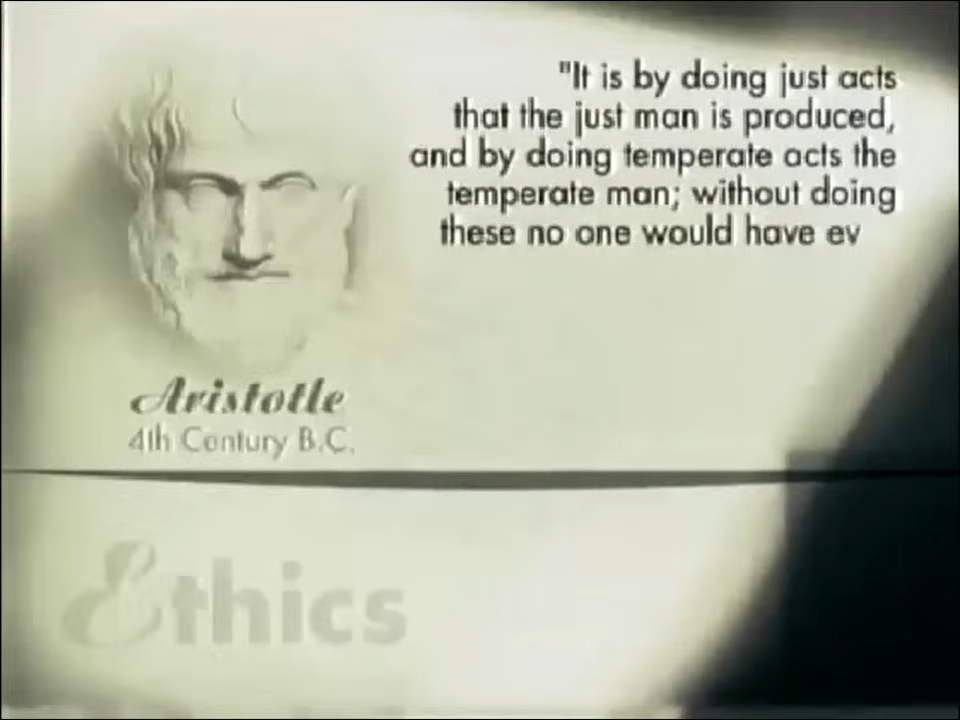 "It is by doing just acts
that the just man is produced,
and by doing temperate acts the
temperate man; without doing
these no one would have ev
Aristotle
4th Century B.C.
Ethics